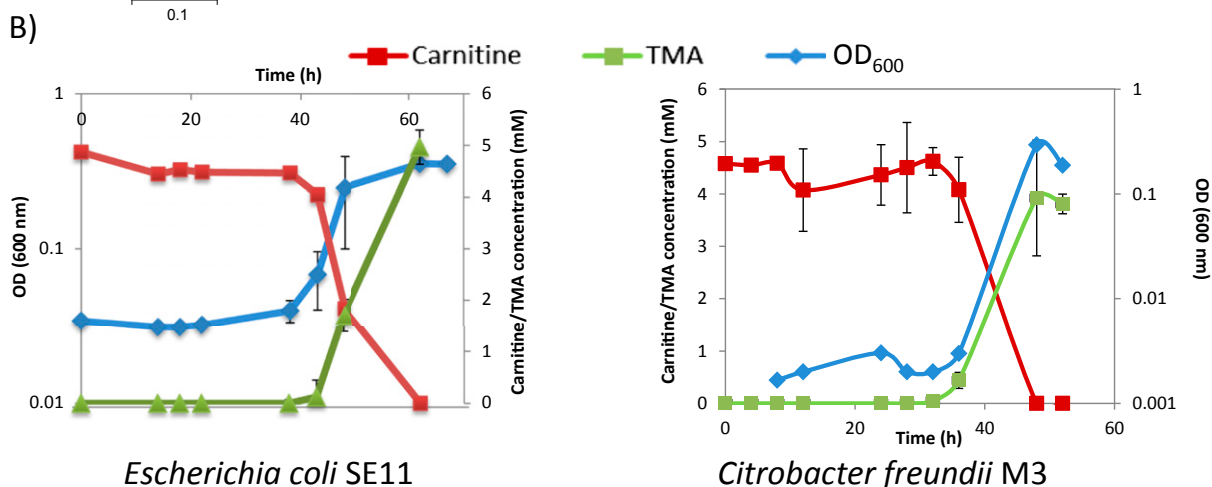 0.1
B)
Carnitine TMA OD600
Time (h)
1 0 20 40 60 6
5
4
0.1 3
2
1
0.01 0
OD (600 nm)
Carnitine/TMA concentration (mM)
Escherichia coli SE11
6 1
5
4 0.1
3
2 0.01
1
0 0.001
0 20 40 60
Time (h)
Carnitine/TMA concentration (mM)
OD (600 nm)
Citrobacter freundii M3